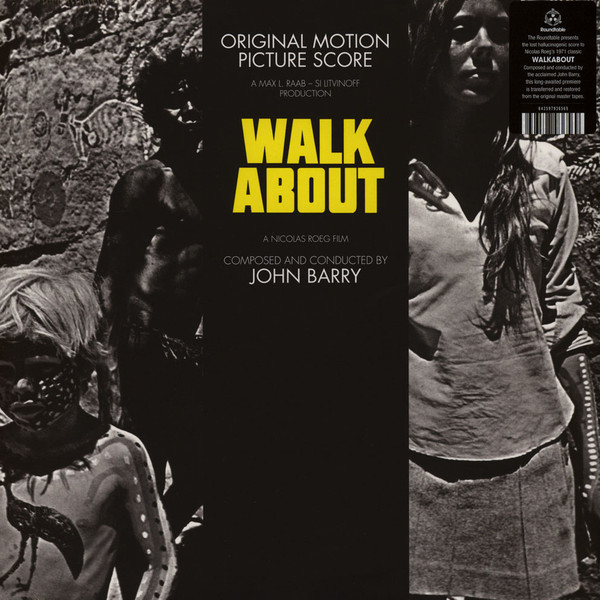 ORIGINAL MOTION
PICTURE SCORE
A MAX L. RAAB – SI LITVINOFF
PRODUCTION
WALK
ABOUT
A NICOLAS ROEG FILM
COMPOSED AND CONDUCTED BY
JOHN BARRY
Roundtable
The Roundtable presents
the lost hallucinogenic score to
Nicolas Roeg's 1971 classic
WALKABOUT
Composed and conducted by
the acclaimed John Barry,
this long-awaited premiere
is transferred and restored
from the original master tapes.